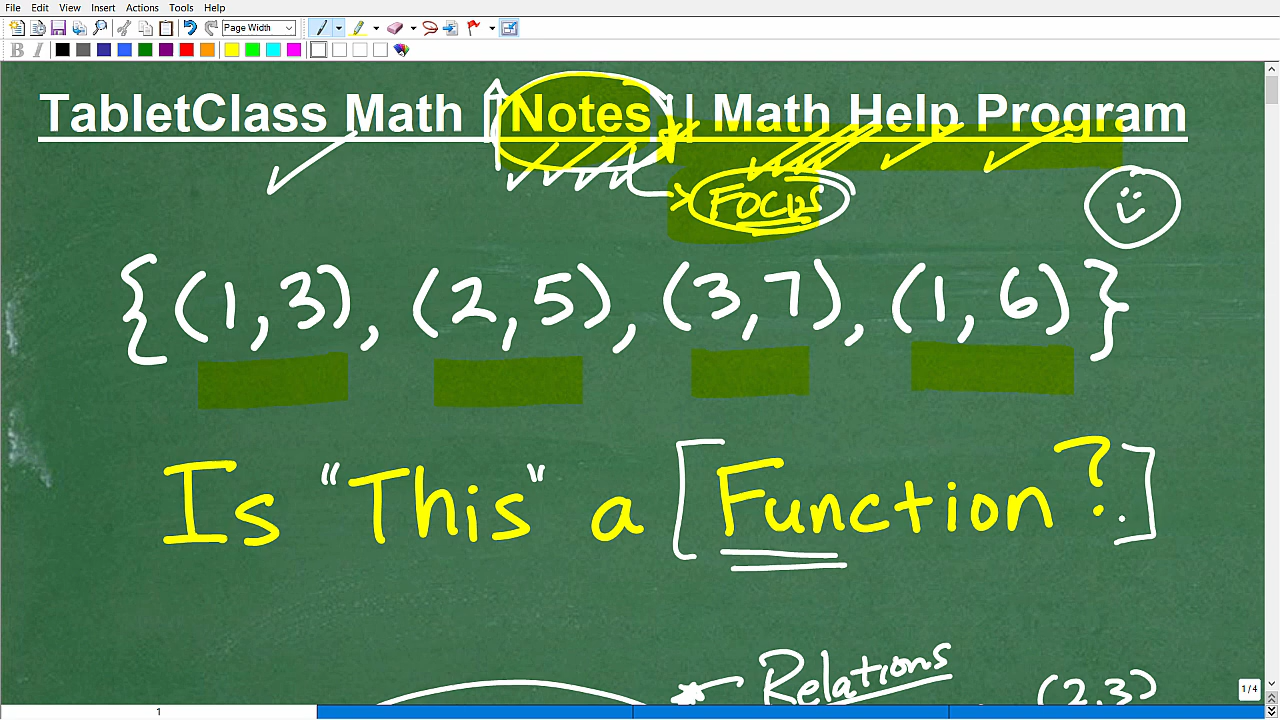 File Edit View Insert Actions Tools Help
Page Width
B I
TabletClass Math | Notes || Math Help Program
FOCUS
{(1,3), (2,5), (3,7), (1,6)}
Is "This" a [Function?]
Relations
(2,3)
1/4
1